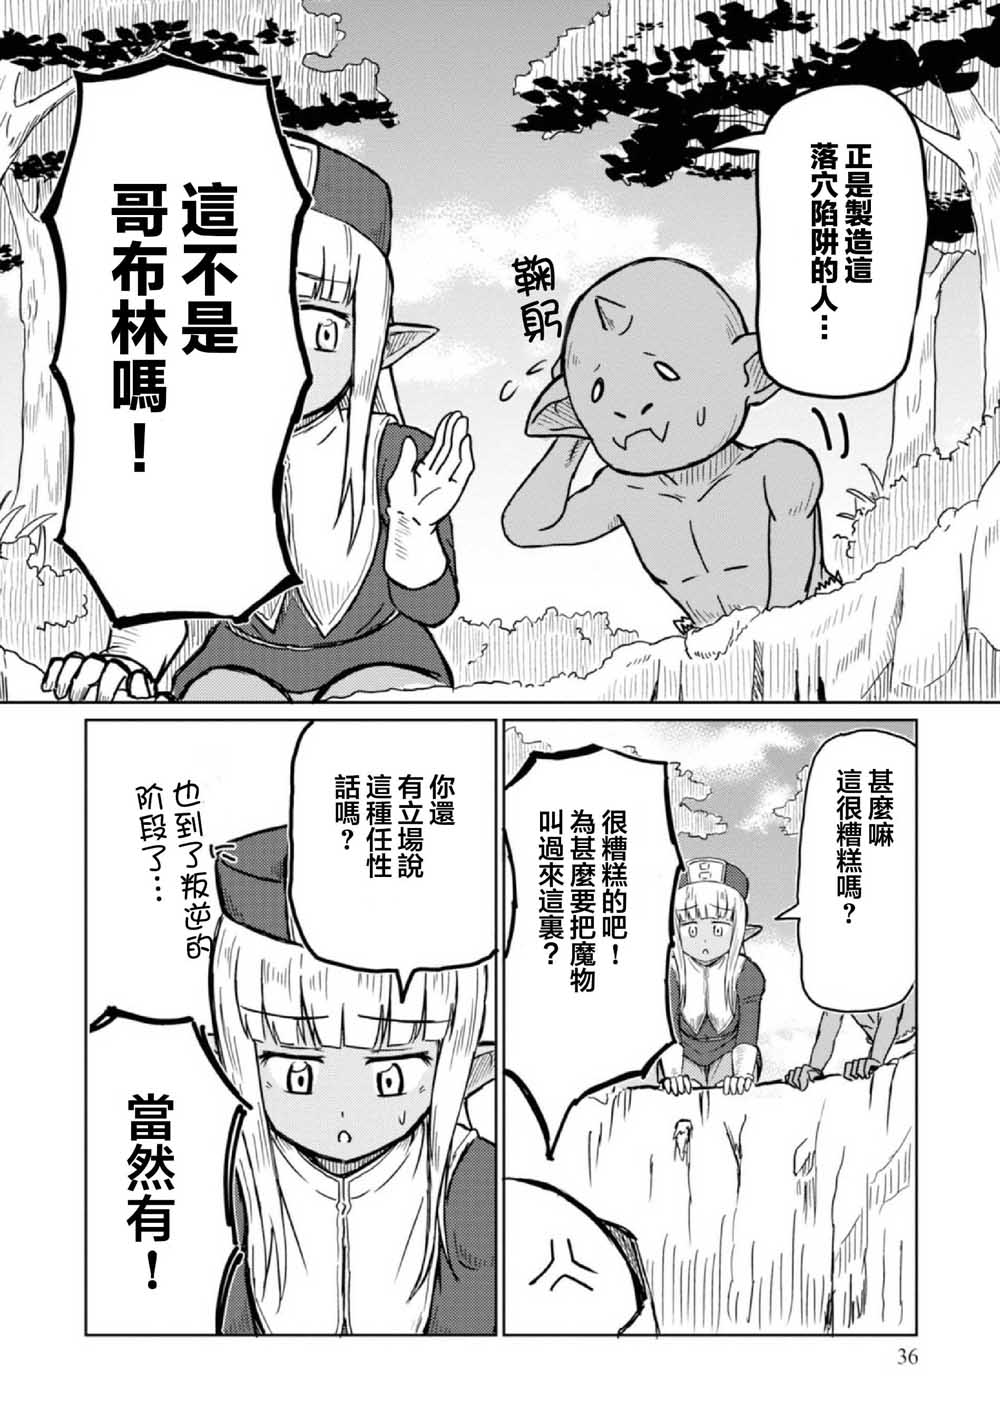 正是製造這
落穴陷阱的人…
鞠躬
這不是
哥布林嗎！
甚麼嘛
這很糟糕嗎？
很糟糕的吧！
為甚麼要把魔物
叫過來這裏？
你還
有立場說
這種任性
話嗎？
也到了叛逆的
阶段了…
當然有！
36